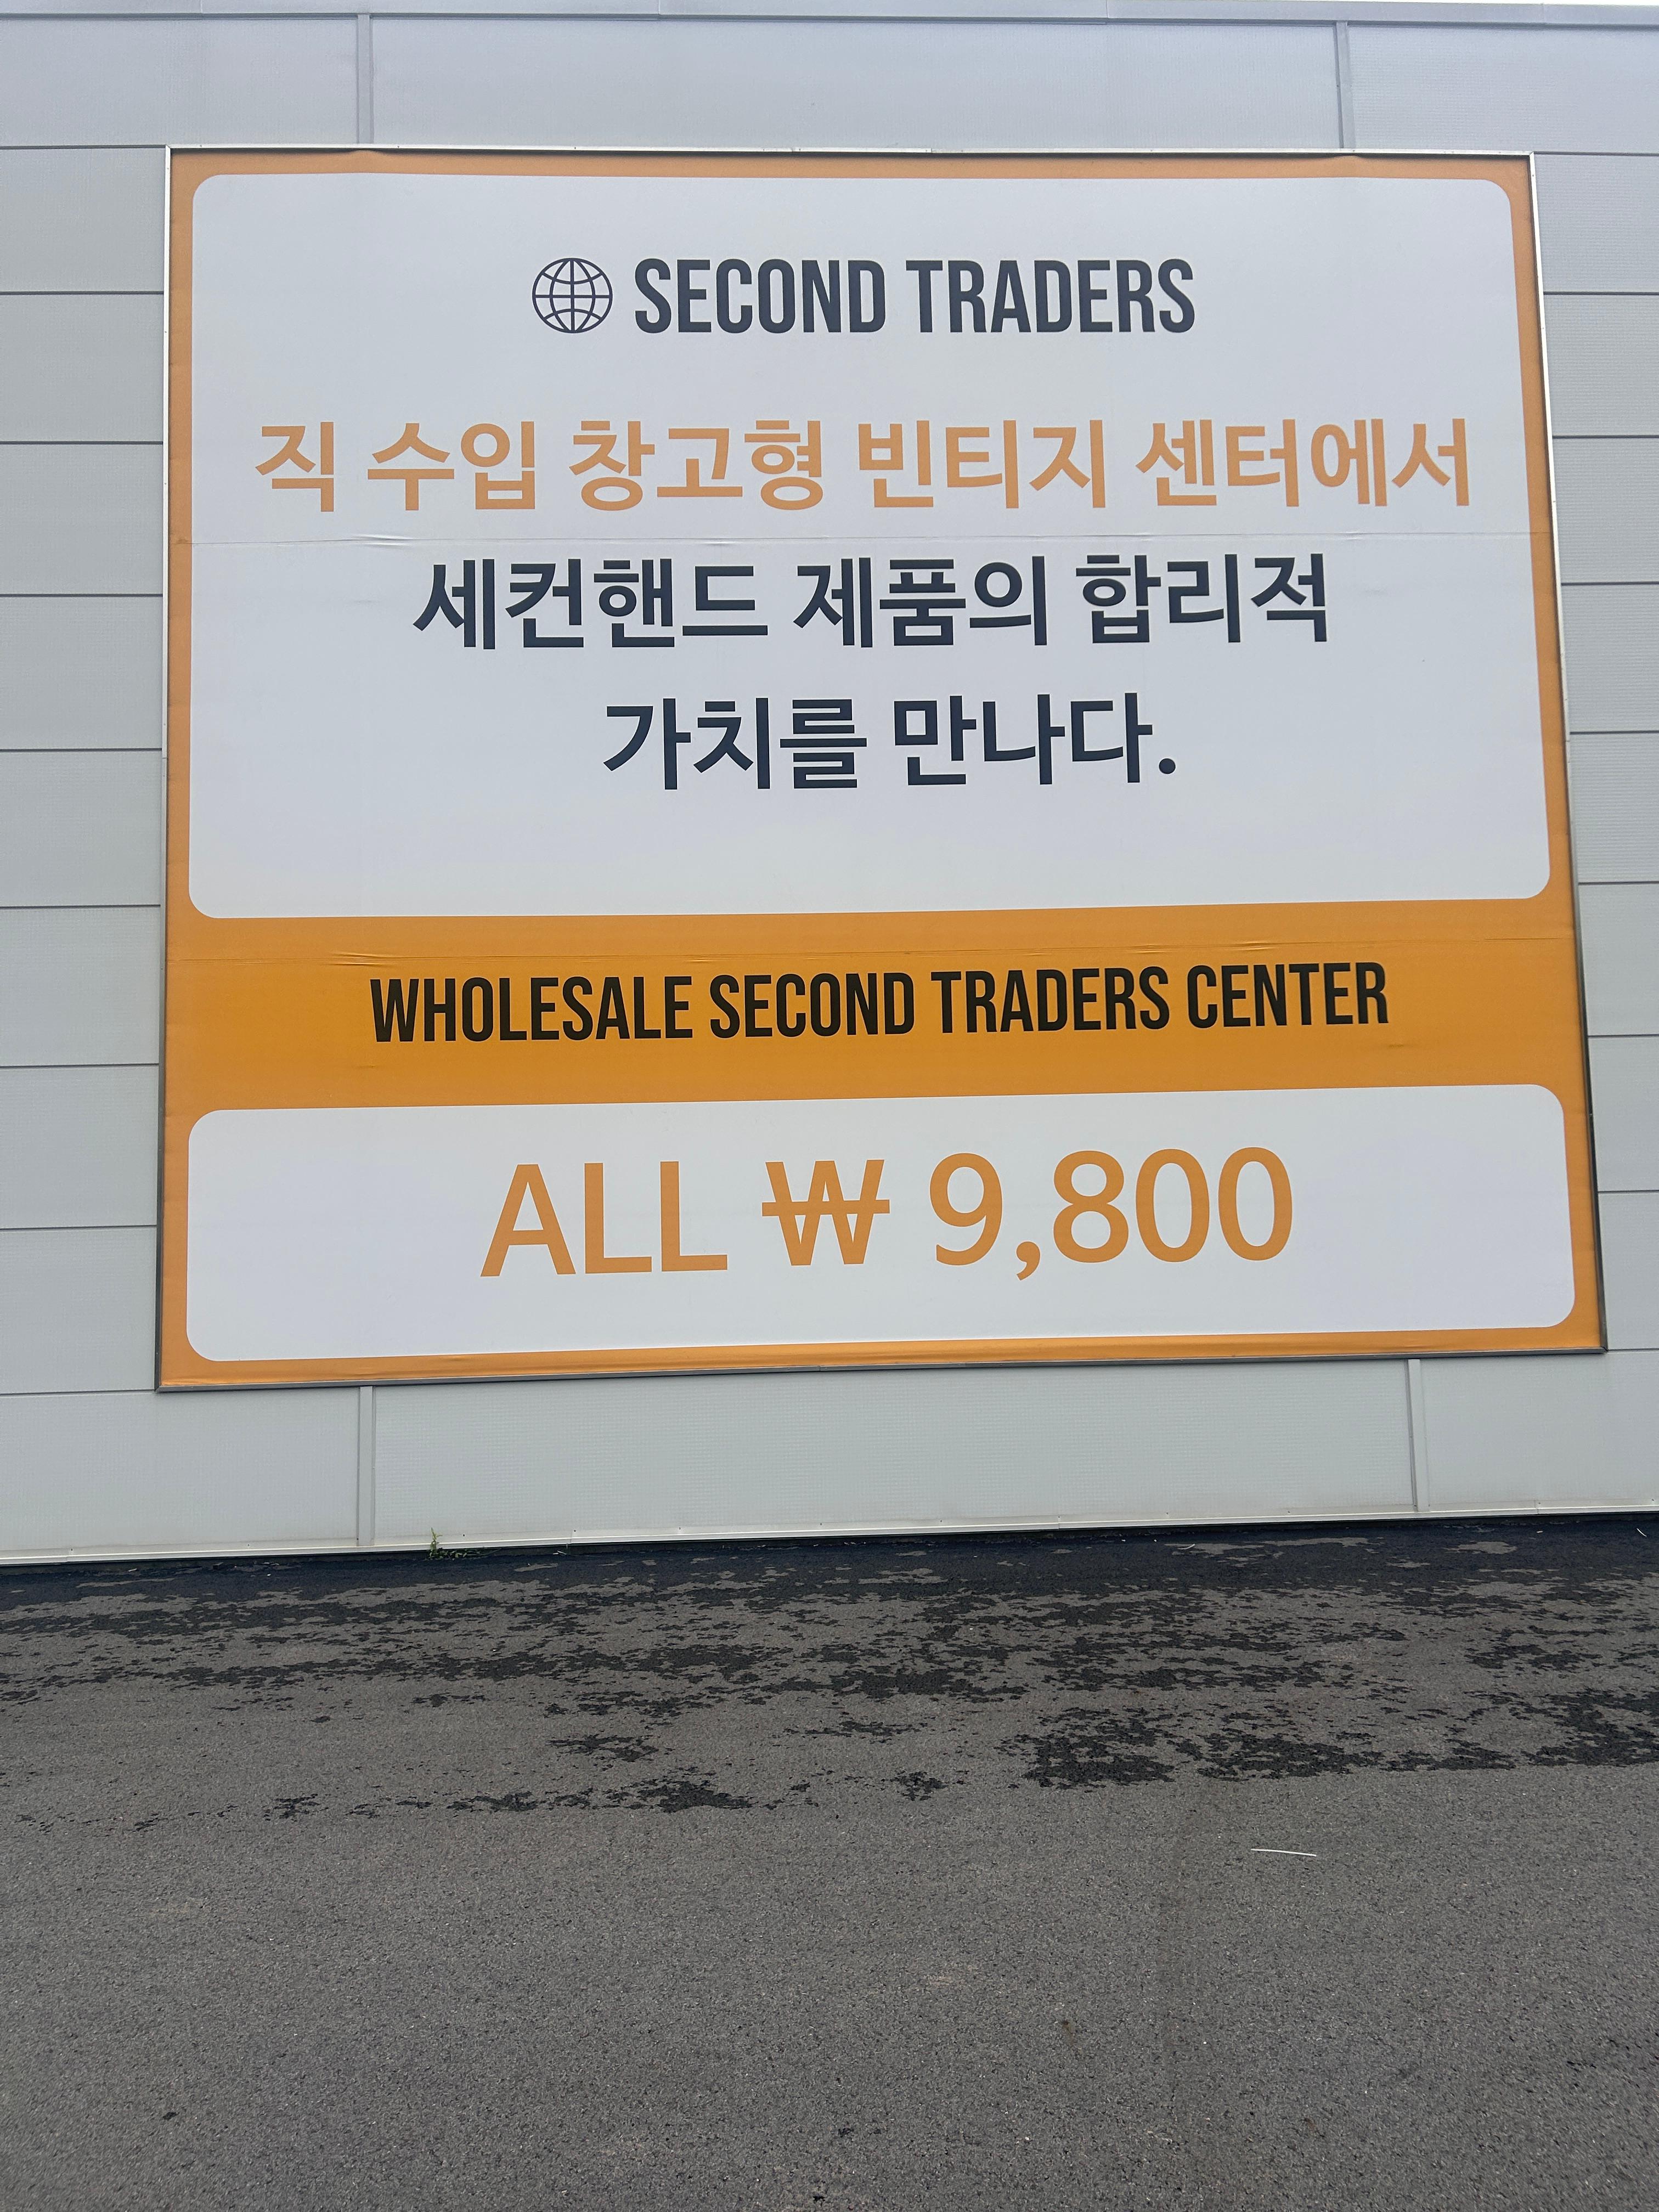 SECOND TRADERS
직 수입 창고형 빈티지 센터에서
세컨핸드 제품의 합리적
가치를 만나다.
WHOLESALE SECOND TRADERS CENTER
ALL ₩ 9,800